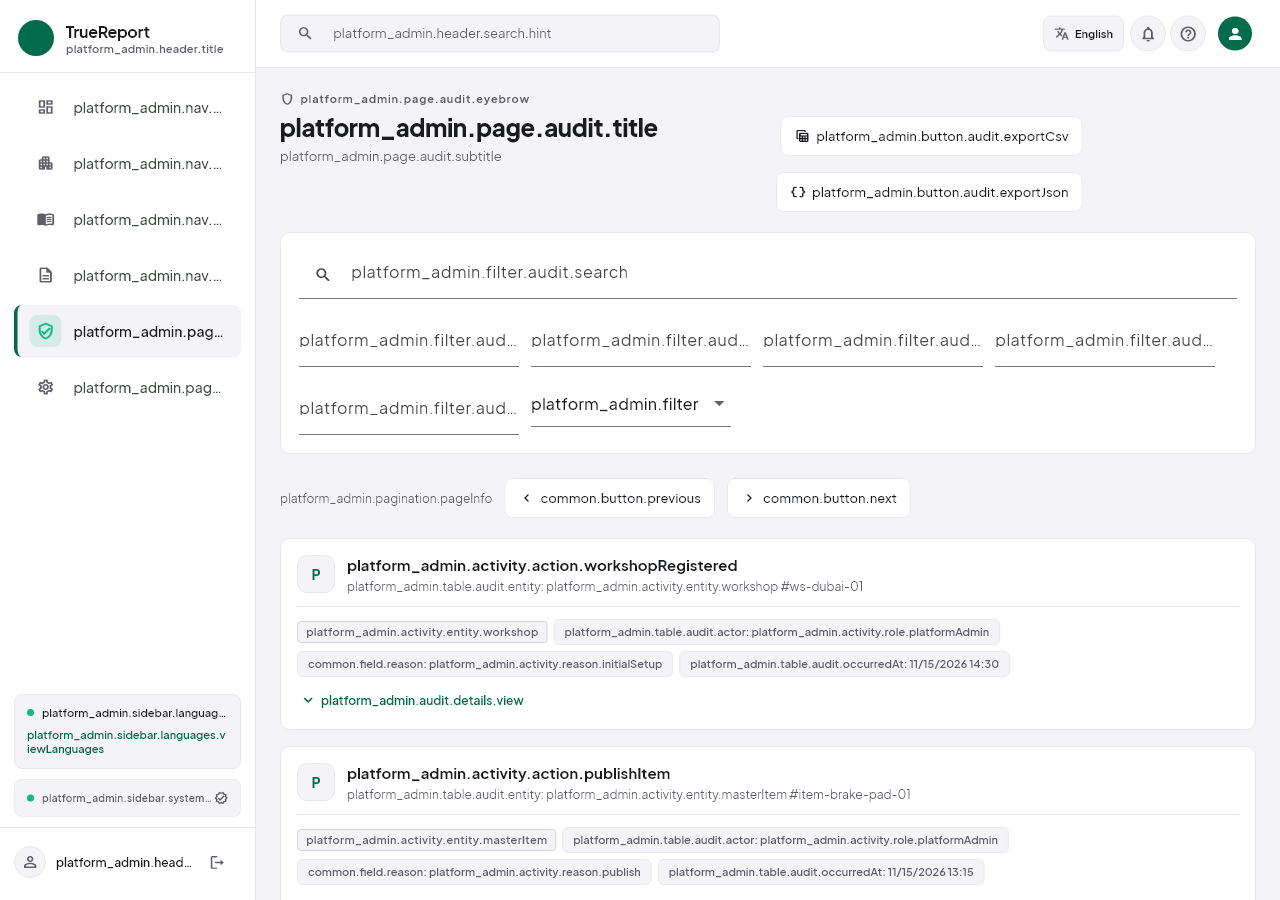 TrueReport
platform_admin.header.title
platform_admin.nav....
platform_admin.nav....
platform_admin.nav....
platform_admin.nav....
platform_admin.pag...
platform_admin.pag...
platform_admin.sidebar.languag...
platform_admin.sidebar.languages.v
iewLanguages
platform_admin.sidebar.system...
platform_admin.head...
platform_admin.header.search.hint
English
platform_admin.page.audit.eyebrow
platform_admin.page.audit.title
platform_admin.page.audit.subtitle
platform_admin.button.audit.exportCsv
platform_admin.button.audit.exportJson
platform_admin.filter.audit.search
platform_admin.filter.aud... platform_admin.filter.aud... platform_admin.filter.aud... platform_admin.filter.aud...
platform_admin.filter.aud... platform_admin.filter
platform_admin.pagination.pageInfo common.button.previous common.button.next
P
platform_admin.activity.action.workshopRegistered
platform_admin.table.audit.entity: platform_admin.activity.entity.workshop #ws-dubai-01
platform_admin.activity.entity.workshop platform_admin.table.audit.actor: platform_admin.activity.role.platformAdmin
common.field.reason: platform_admin.activity.reason.initialSetup platform_admin.table.audit.occurredAt: 11/15/2026 14:30
platform_admin.audit.details.view
P
platform_admin.activity.action.publishItem
platform_admin.table.audit.entity: platform_admin.activity.entity.masterItem #item-brake-pad-01
platform_admin.activity.entity.masterItem platform_admin.table.audit.actor: platform_admin.activity.role.platformAdmin
common.field.reason: platform_admin.activity.reason.publish platform_admin.table.audit.occurredAt: 11/15/2026 13:15